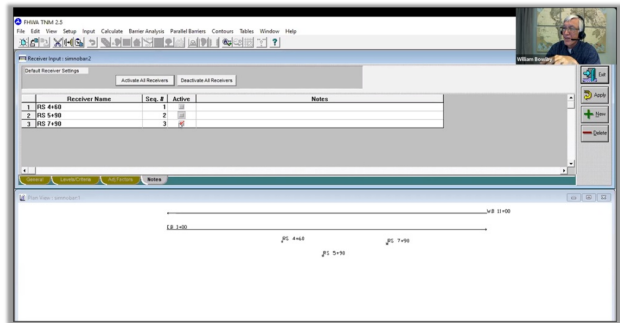 FHWA TNM 2.5
File Edit View Setup Input Calculate Barrier Analysis Parallel Barriers Contours Tables Window Help
William Bowlby
Receiver Input : simnoban2
Default Receiver Settings
Activate All Receivers Deactivate All Receivers
Exit
Apply
New
Delete
Receiver Name Seq. # Active Notes
1 RS 4+60 1
2 RS 5+90 2
3 RS 7+90 3
General Levels/Criteria Adj Factors Notes
Plan View :
WB 11+00
EB 3+00
RS 4+60
RS 7+90
RS 5+90